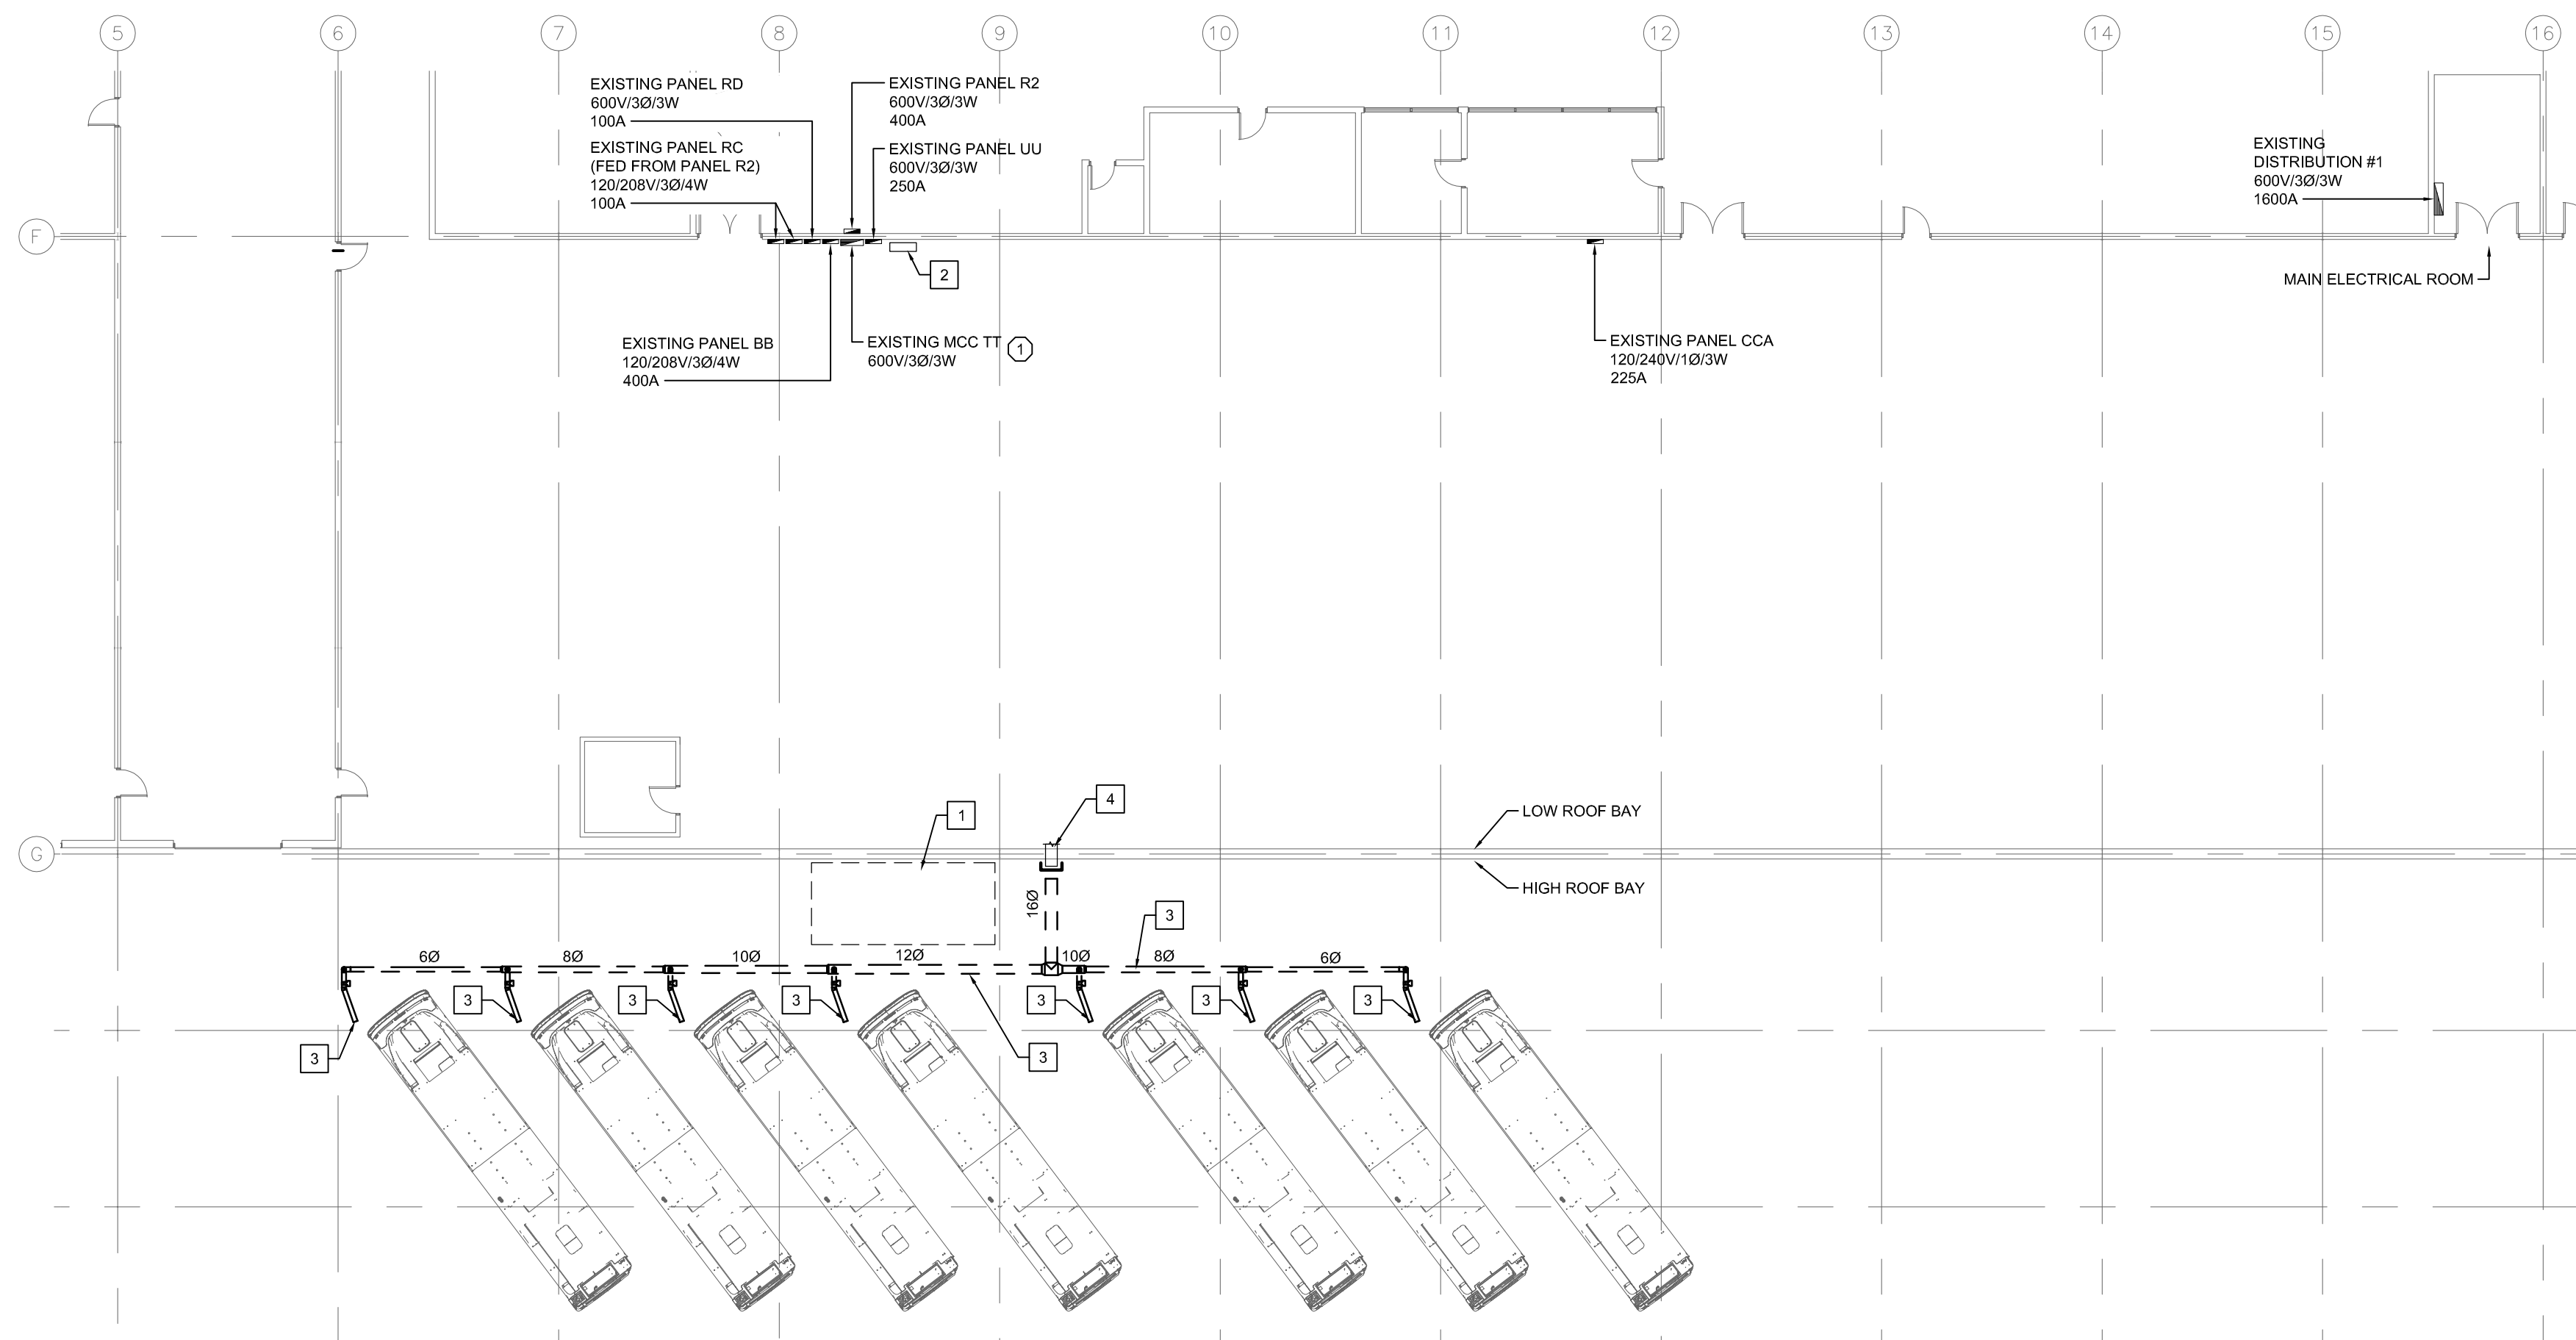 5
6
7
8
9
10
11
12
13
14
15
16
EXISTING PANEL RD
600V/3Ø/3W
100A
EXISTING PANEL RC
(FED FROM PANEL R2)
120/208V/3Ø/4W
100A
EXISTING PANEL R2
600V/3Ø/3W
400A
EXISTING PANEL UU
600V/3Ø/3W
250A
EXISTING
DISTRIBUTION #1
600V/3Ø/3W
1600A
F
2
MAIN ELECTRICAL ROOM
EXISTING PANEL BB
120/208V/3Ø/4W
400A
EXISTING MCC TT
600V/3Ø/3W
1
EXISTING PANEL CCA
120/240V/1Ø/3W
225A
4
1
LOW ROOF BAY
G
HIGH ROOF BAY
16Ø
3
6Ø
8Ø
10Ø
12Ø
10Ø
8Ø
6Ø
3
3
3
3
3
3
3
3